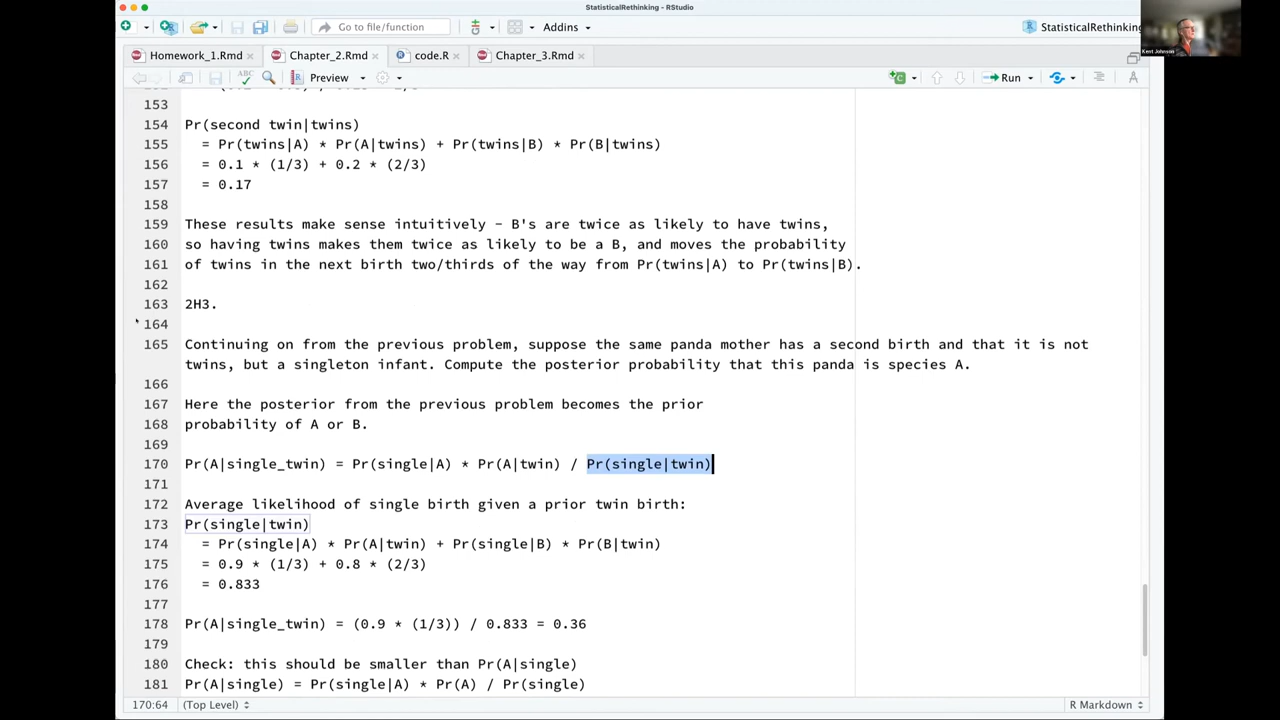 StatisticalRethinking - RStudio
Go to file/function
Addins
StatisticalRethinking
Kent Johnson
Homework_1.Rmd
Chapter_2.Rmd
code.R
Chapter_3.Rmd
ABC
Preview
Run
153
154 Pr(second twin|twins)
155 = Pr(twins|A) * Pr(A|twins) + Pr(twins|B) * Pr(B|twins)
156 = 0.1 * (1/3) + 0.2 * (2/3)
157 = 0.17
158
159 These results make sense intuitively - B's are twice as likely to have twins,
160 so having twins makes them twice as likely to be a B, and moves the probability
161 of twins in the next birth two/thirds of the way from Pr(twins|A) to Pr(twins|B).
162
163 2H3.
164
165 Continuing on from the previous problem, suppose the same panda mother has a second birth and that it is not
twins, but a singleton infant. Compute the posterior probability that this panda is species A.
166
167 Here the posterior from the previous problem becomes the prior
168 probability of A or B.
169
170 Pr(A|single_twin) = Pr(single|A) * Pr(A|twin) / Pr(single|twin)
171
172 Average likelihood of single birth given a prior twin birth:
173 Pr(single|twin)
174 = Pr(single|A) * Pr(A|twin) + Pr(single|B) * Pr(B|twin)
175 = 0.9 * (1/3) + 0.8 * (2/3)
176 = 0.833
177
178 Pr(A|single_twin) = (0.9 * (1/3)) / 0.833 = 0.36
179
180 Check: this should be smaller than Pr(A|single)
181 Pr(A|single) = Pr(single|A) * Pr(A) / Pr(single)
170:64 (Top Level)
R Markdown